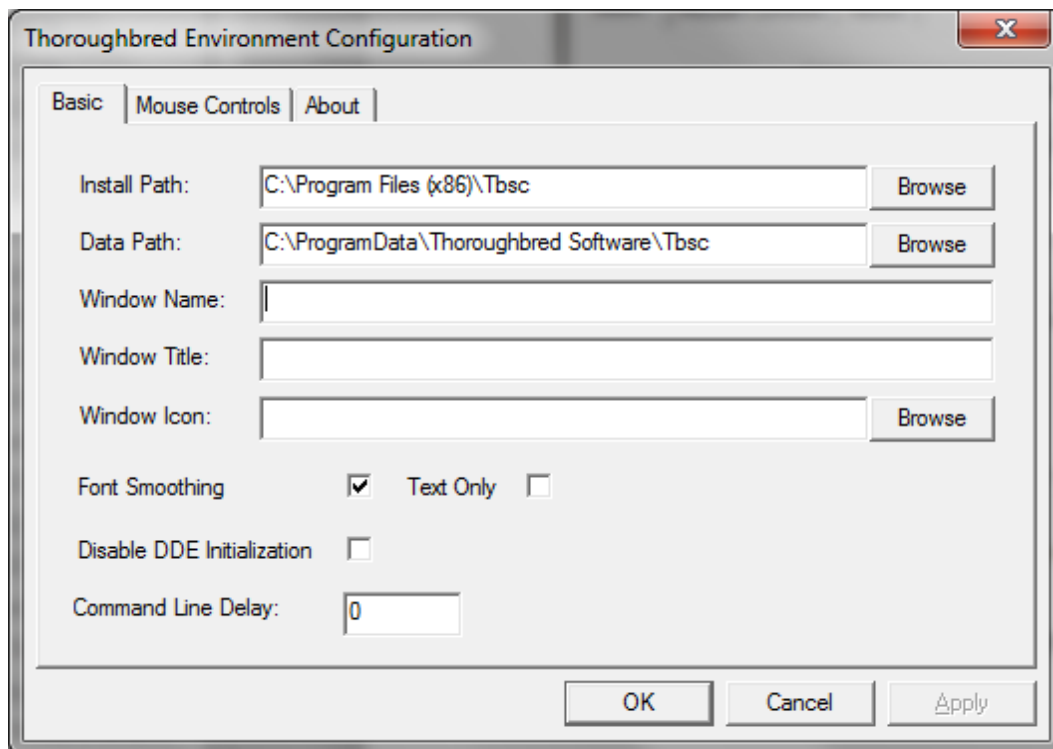 Thoroughbred Environment Configuration
Basic Mouse Controls About
Install Path: C:\Program Files (x86)\Tbsc Browse
Data Path: C:\ProgramData\Thoroughbred Software\Tbsc Browse
Window Name:
Window Title:
Window Icon: Browse
Font Smoothing Text Only
Disable DDE Initialization
Command Line Delay: 0
OK Cancel Apply